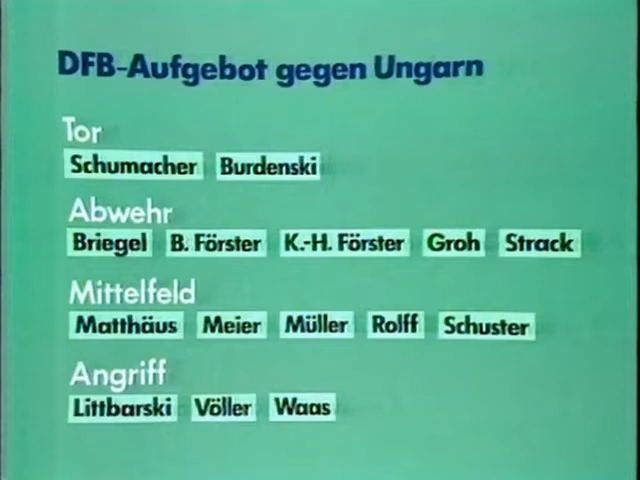 DFB-Aufgebot gegen Ungarn
Tor
Schumacher Burdenski
Abwehr
Briegel B. Förster K.-H. Förster Groh Strack
Mittelfeld
Matthäus Meier Müller Rolff Schuster
Angriff
Littbarski Völler Waas